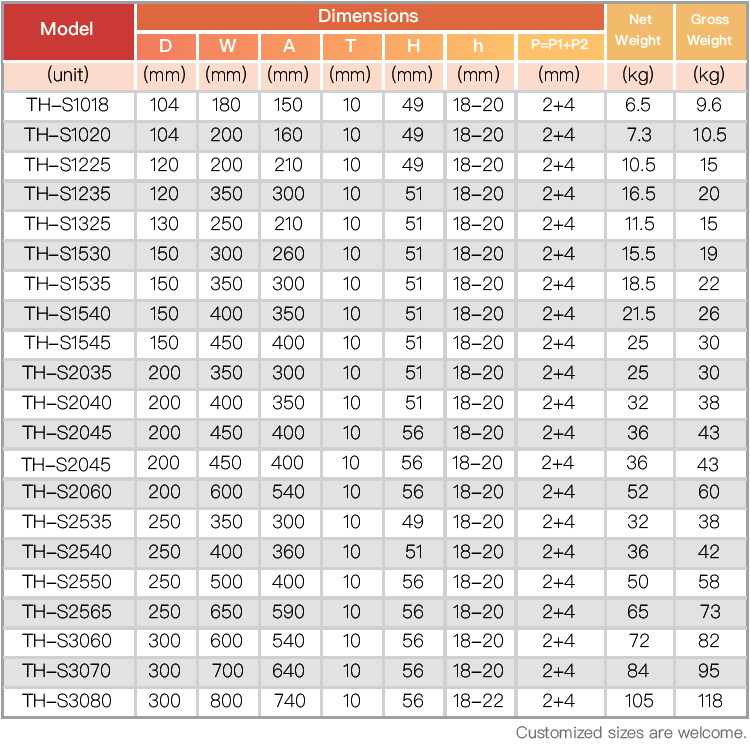 Model Dimensions Net Weight Gross Weight
D W A T H h P=P1+P2
(unit) (mm) (mm) (mm) (mm) (mm) (mm) (mm) (kg) (kg)
TH-S1018 104 180 150 10 49 18-20 2+4 6.5 9.6
TH-S1020 104 200 160 10 49 18-20 2+4 7.3 10.5
TH-S1225 120 200 210 10 49 18-20 2+4 10.5 15
TH-S1235 120 350 300 10 51 18-20 2+4 16.5 20
TH-S1325 130 250 210 10 51 18-20 2+4 11.5 15
TH-S1530 150 300 260 10 51 18-20 2+4 15.5 19
TH-S1535 150 350 300 10 51 18-20 2+4 18.5 22
TH-S1540 150 400 350 10 51 18-20 2+4 21.5 26
TH-S1545 150 450 400 10 51 18-20 2+4 25 30
TH-S2035 200 350 300 10 51 18-20 2+4 25 30
TH-S2040 200 400 350 10 51 18-20 2+4 32 38
TH-S2045 200 450 400 10 56 18-20 2+4 36 43
TH-S2045 200 450 400 10 56 18-20 2+4 36 43
TH-S2060 200 600 540 10 56 18-20 2+4 52 60
TH-S2535 250 350 300 10 49 18-20 2+4 32 38
TH-S2540 250 400 360 10 51 18-20 2+4 36 42
TH-S2550 250 500 400 10 56 18-20 2+4 50 58
TH-S2565 250 650 590 10 56 18-20 2+4 65 73
TH-S3060 300 600 540 10 56 18-20 2+4 72 82
TH-S3070 300 700 640 10 56 18-20 2+4 84 95
TH-S3080 300 800 740 10 56 18-22 2+4 105 118
Customized sizes are welcome.